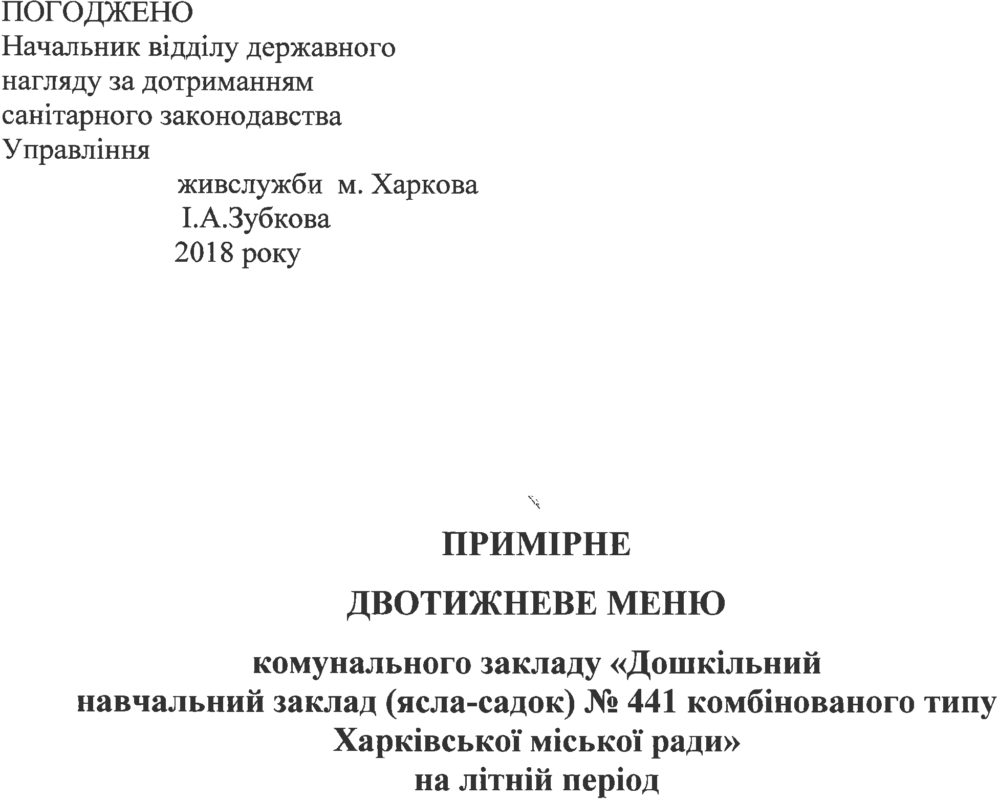 ПОГОДЖЕНО
Начальник відділу державного
нагляду за дотриманням
санітарного законодавства
Управління
живслужби м. Харкова
І.А.Зубкова
2018 року
ПРИМІРНЕ
ДВОТИЖНЕВЕ МЕНЮ
комунального закладу «Дошкільний
навчальний заклад (ясла-садок) № 441 комбінованого типу
Харківської міської ради»
на літній період